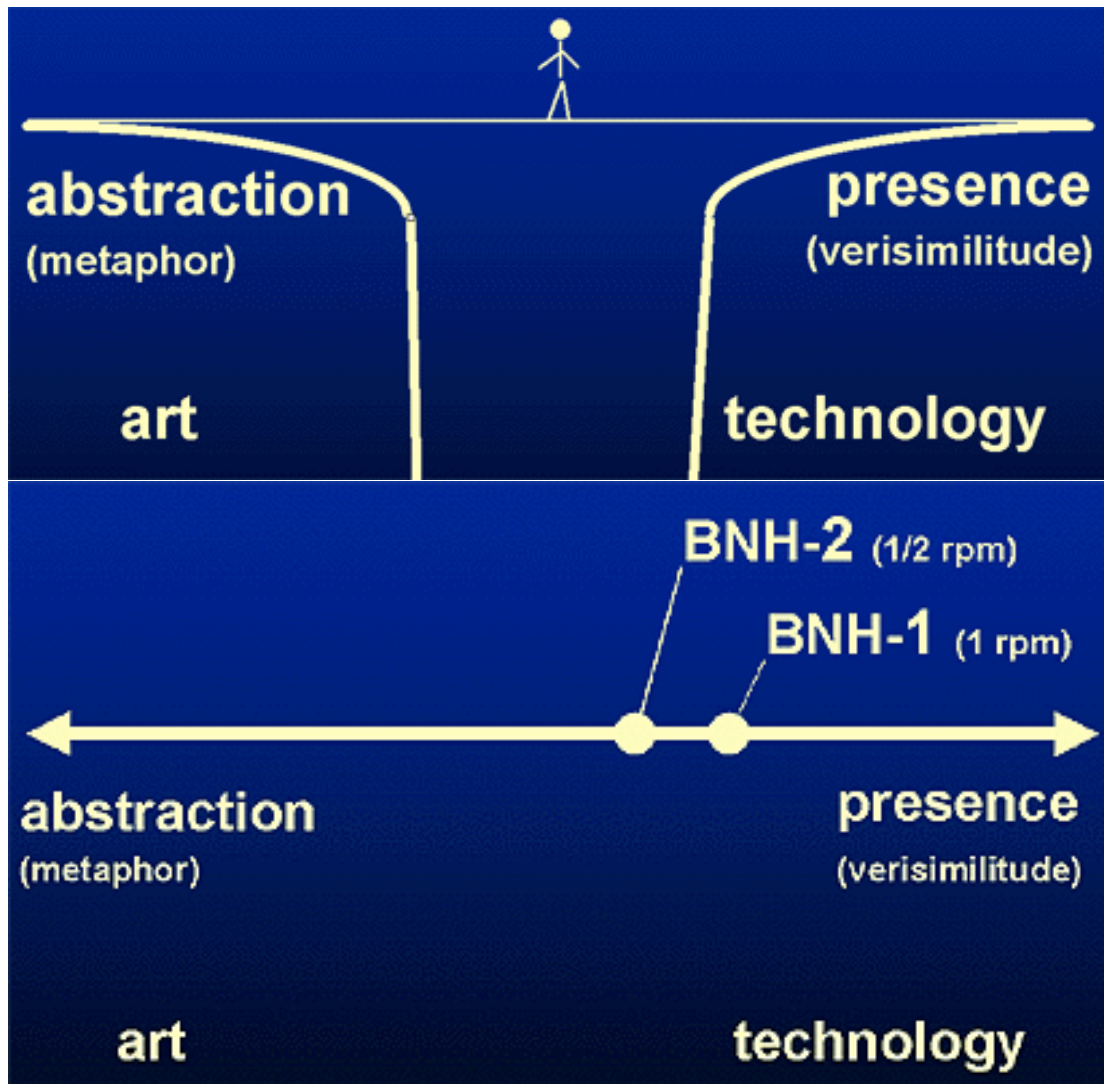 abstraction
(metaphor)
presence
(verisimilitude)
art
technology
BNH-2 (1/2 rpm)
BNH-1 (1 rpm)
abstraction
(metaphor)
presence
(verisimilitude)
art
technology